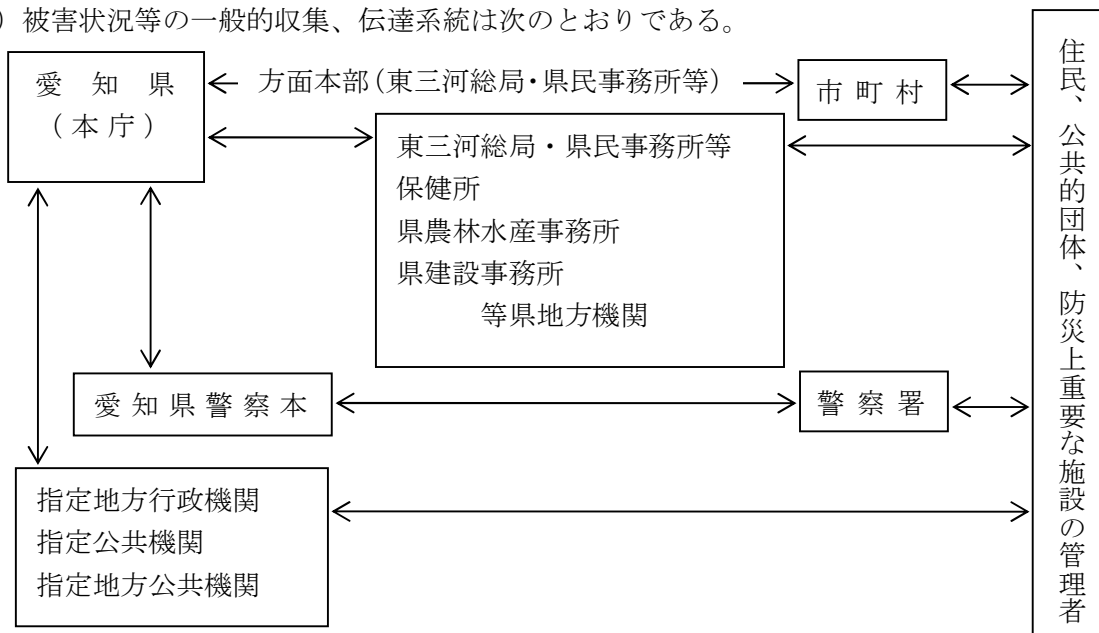 ）被害状況等の一般的収集、伝達系統は次のとおりである。
愛知県
（本庁）
方面本部（東三河総局・県民事務所等）
市町村
東三河総局・県民事務所等
保健所
県農林水産事務所
県建設事務所
等県地方機関
愛知県警察本
警察署
指定地方行政機関
指定公共機関
指定地方公共機関
住民、公共的団体、防災上重要な施設の管理者